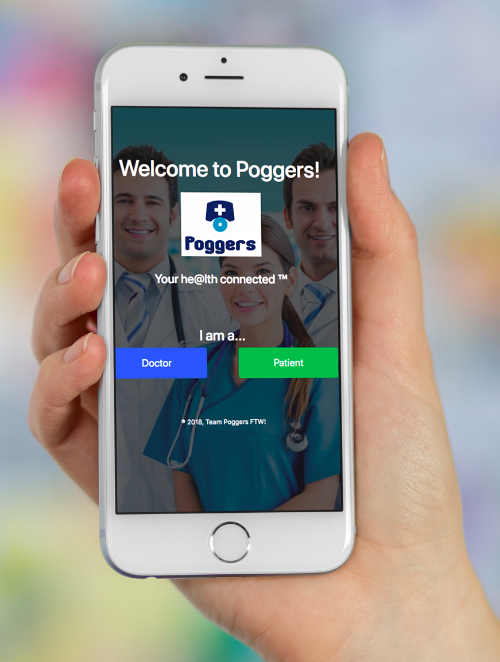 Welcome to Poggers!
Poggers
Your he@lth connected ™
I am a...
Doctor
Patient
© 2018, Team Poggers FTW!